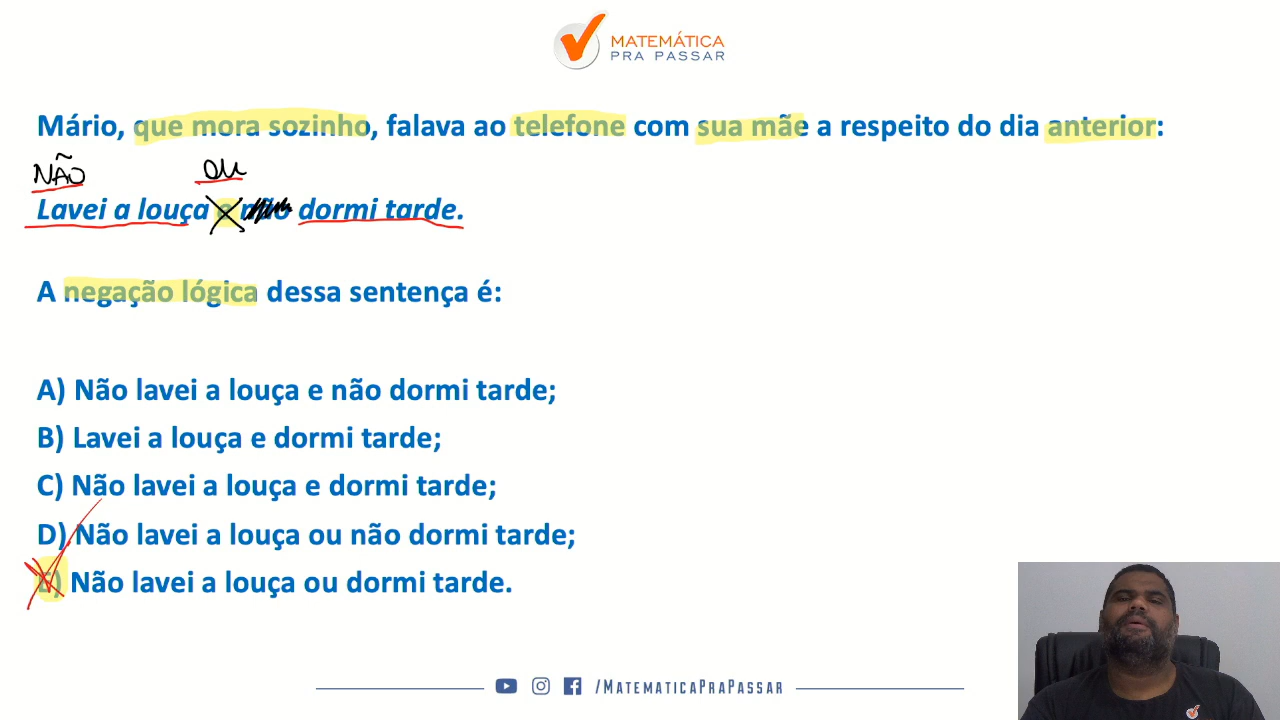 MATEMÁTICA
PRA PASSAR
Mário, que mora sozinho, falava ao telefone com sua mãe a respeito do dia anterior:
NÃO OU
Lavei a louça e não dormi tarde.
A negação lógica dessa sentença é:
A) Não lavei a louça e não dormi tarde;
B) Lavei a louça e dormi tarde;
C) Não lavei a louça e dormi tarde;
D) Não lavei a louça ou não dormi tarde;
E) Não lavei a louça ou dormi tarde.
/MATEMATICAPRAPASSAR